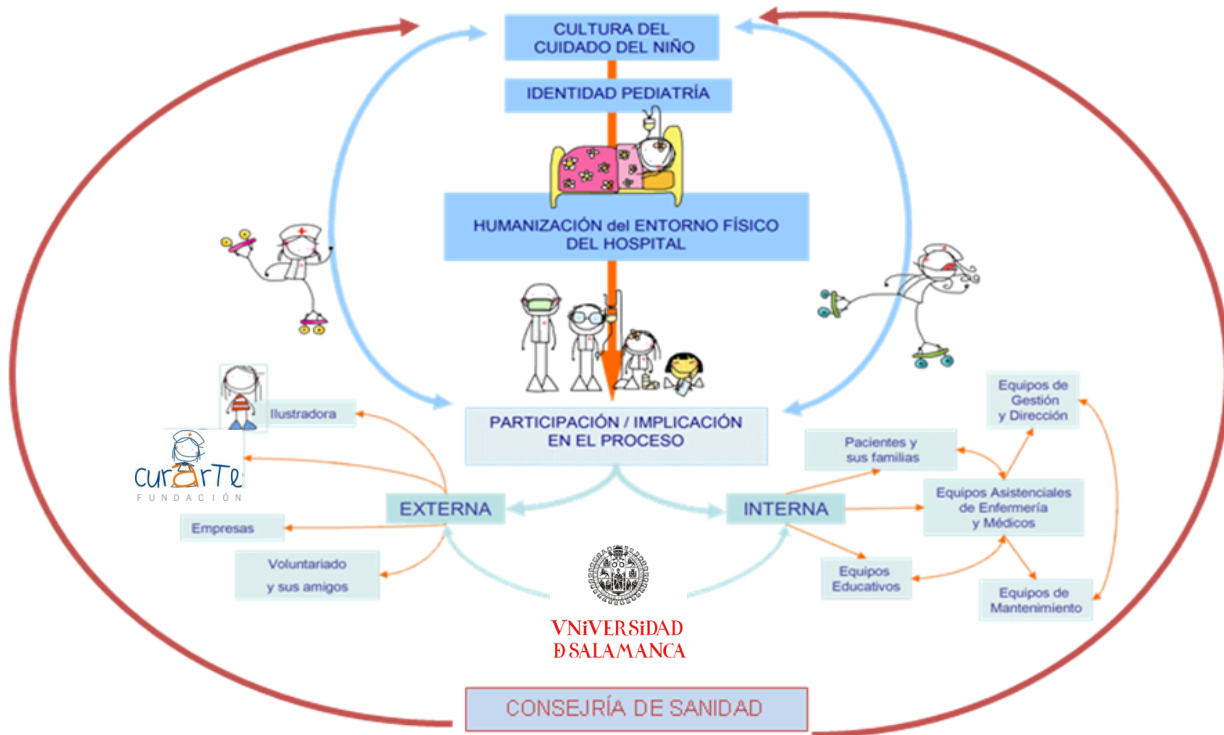 CULTURA DEL
CUIDADO DEL NIÑO
IDENTIDAD PEDIATRÍA
HUMANIZACIÓN del ENTORNO FÍSICO
DEL HOSPITAL
PARTICIPACIÓN / IMPLICACIÓN
EN EL PROCESO
Ilustradora
curArTe
FUNDACIÓN
EXTERNA
Empresas
Voluntariado
y sus amigos
INTERNA
Pacientes y
sus familias
Equipos de
Gestión
y Dirección
Equipos Asistenciales
de Enfermería
y Médicos
Equipos
Educativos
Equipos de
Mantenimiento
VNiVERSiDAD
Ð SALAMANCA
CONSEJRÍA DE SANIDAD